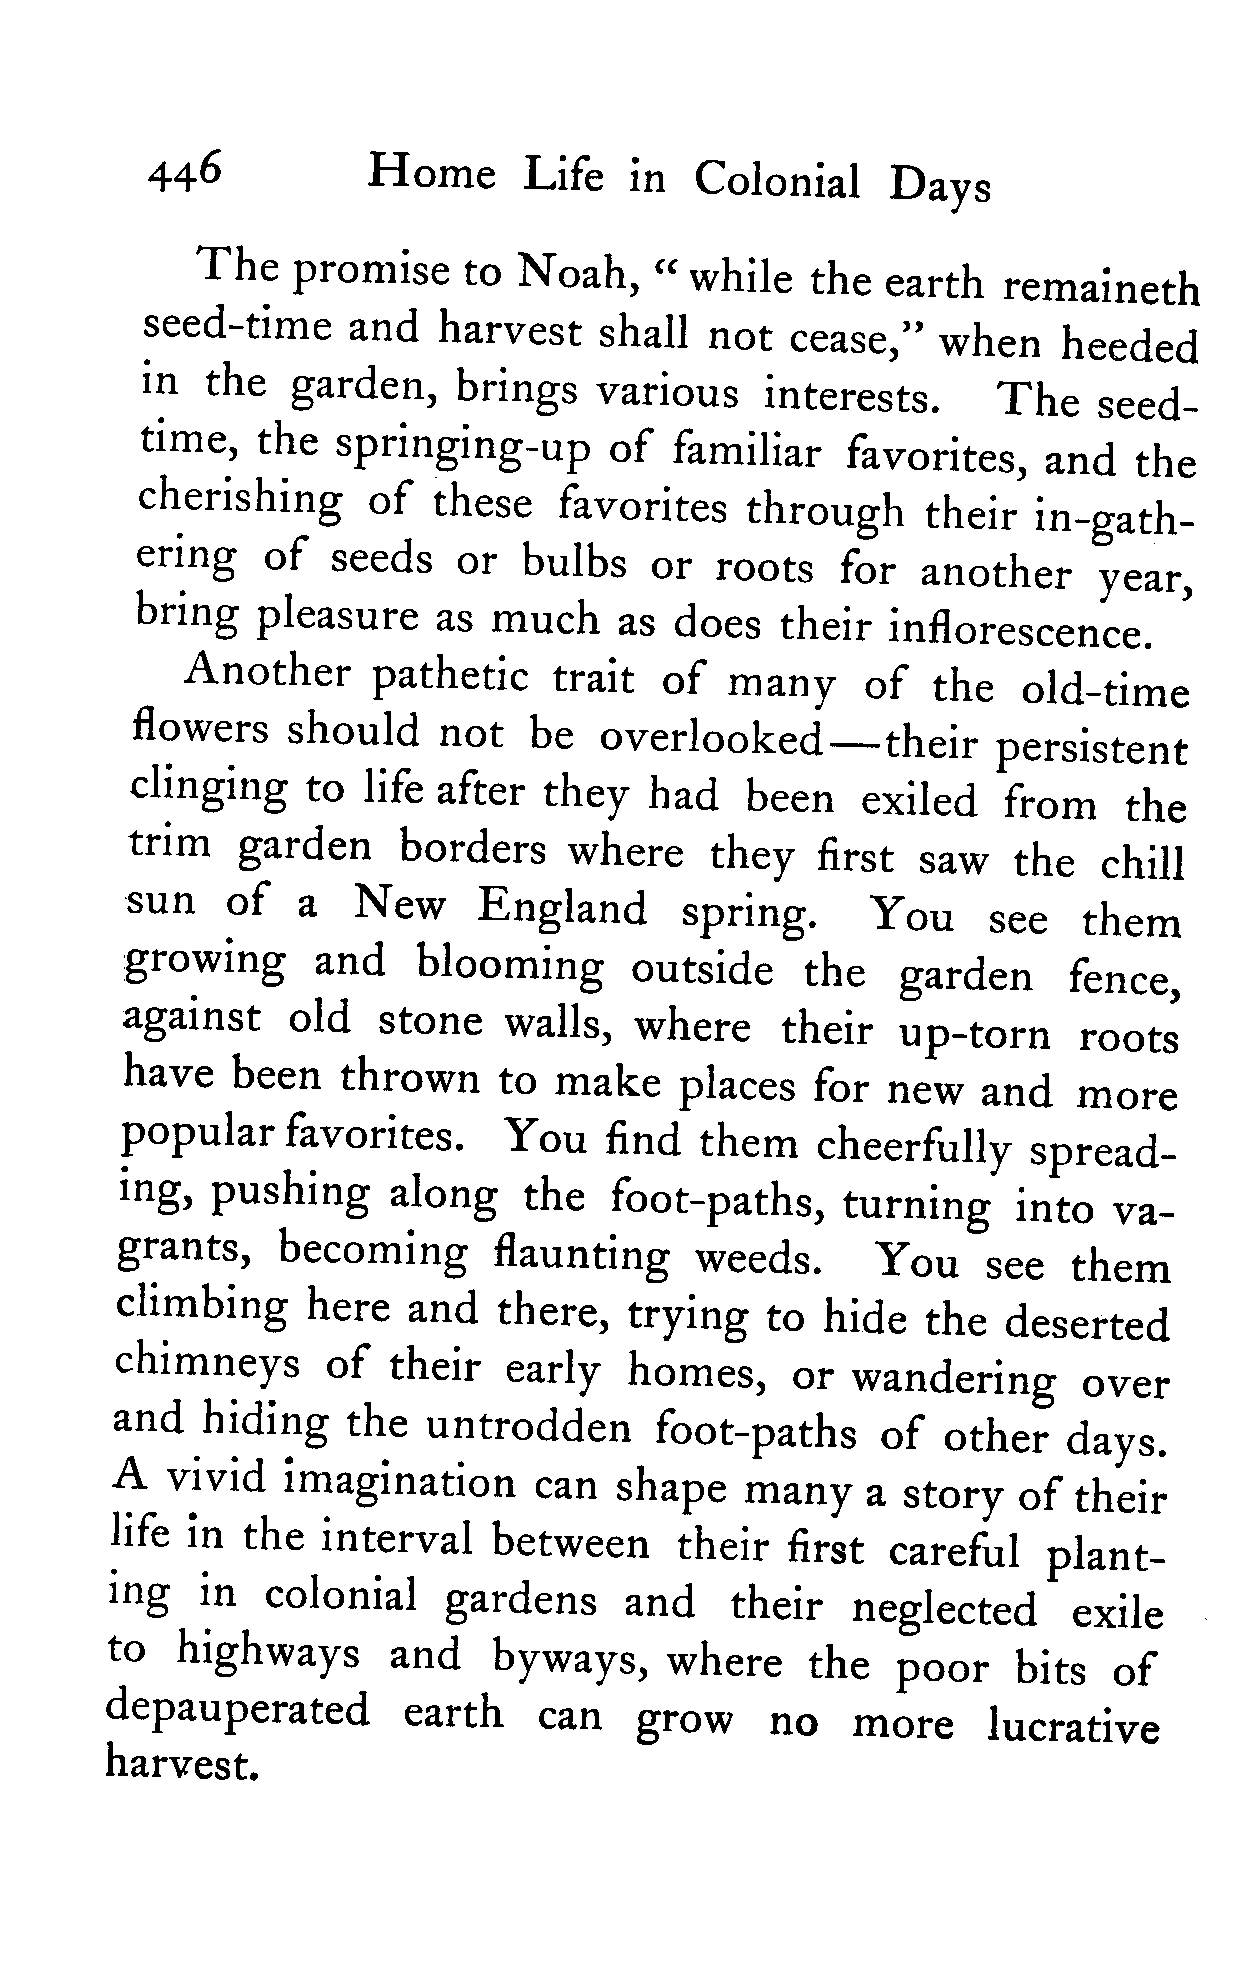 446 Home Life in Colonial Days
The promise to Noah, “ while the earth remaineth
seed-time and harvest shall not cease,” when heeded
in the garden, brings various interests. The seed-
time, the springing-up of familiar favorites, and the
cherishing of these favorites through their in-gath-
ering of seeds or bulbs or roots for another year,
bring pleasure as much as does their inflorescence.
Another pathetic trait of many of the old-time
flowers should not be overlooked—their persistent
clinging to life after they had been exiled from the
trim garden borders where they first saw the chill
sun of a New England spring. You see them
growing and blooming outside the garden fence,
against old stone walls, where their up-torn roots
have been thrown to make places for new and more
popular favorites. You find them cheerfully spread-
ing, pushing along the foot-paths, turning into va-
grants, becoming flaunting weeds. You see them
climbing here and there, trying to hide the deserted
chimneys of their early homes, or wandering over
and hiding the untrodden foot-paths of other days.
A vivid imagination can shape many a story of their
life in the interval between their first careful plant-
ing in colonial gardens and their neglected exile
to highways and byways, where the poor bits of
depauperated earth can grow no more lucrative
harvest.